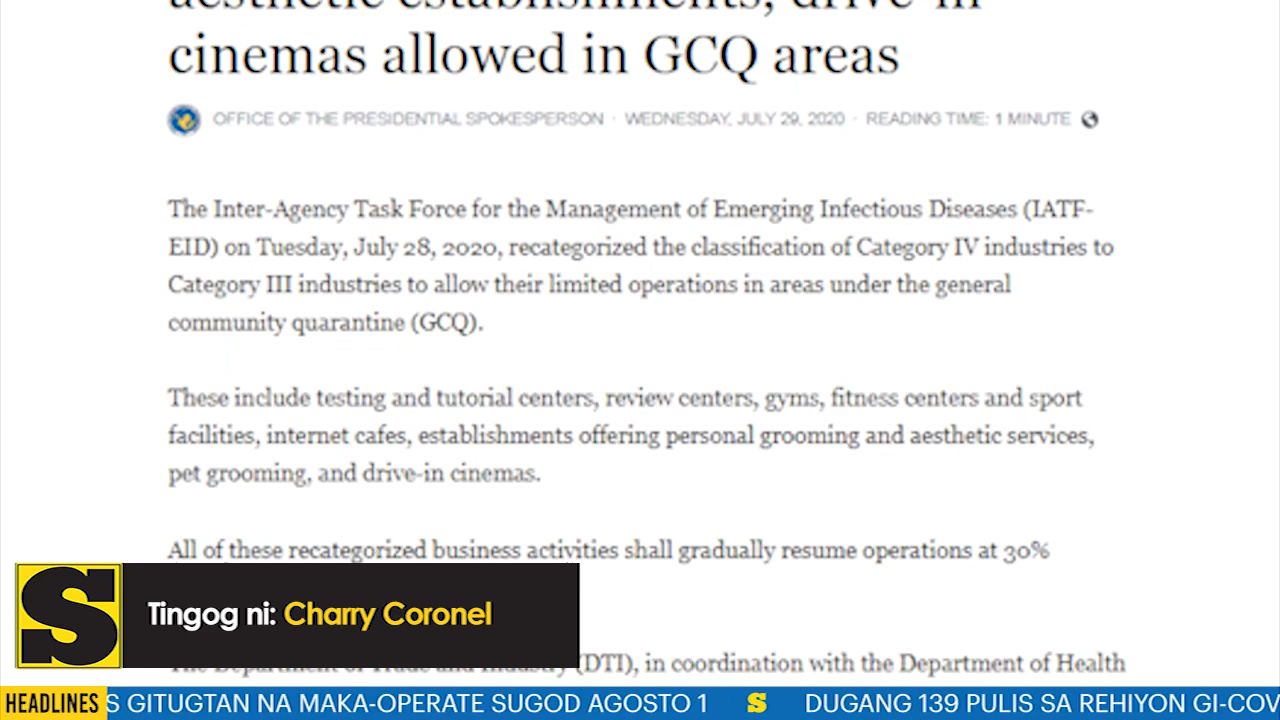 cinemas allowed in GCQ areas
OFFICE OF THE PRESIDENTIAL SPOKESPERSON · WEDNESDAY, JULY 29, 2020 · READING TIME: 1 MINUTE
The Inter-Agency Task Force for the Management of Emerging Infectious Diseases (IATF-
EID) on Tuesday, July 28, 2020, recategorized the classification of Category IV industries to
Category III industries to allow their limited operations in areas under the general
community quarantine (GCQ).
These include testing and tutorial centers, review centers, gyms, fitness centers and sport
facilities, internet cafes, establishments offering personal grooming and aesthetic services,
pet grooming, and drive-in cinemas.
All of these recategorized business activities shall gradually resume operations at 30%
S
Tingog ni: Charry Coronel
(DTI), in coordination with the Department of Health
HEADLINES
S GITUGTAN NA MAKA-OPERATE SUGOD AGOSTO 1 S DUGANG 139 PULIS SA REHIYON GI-COV